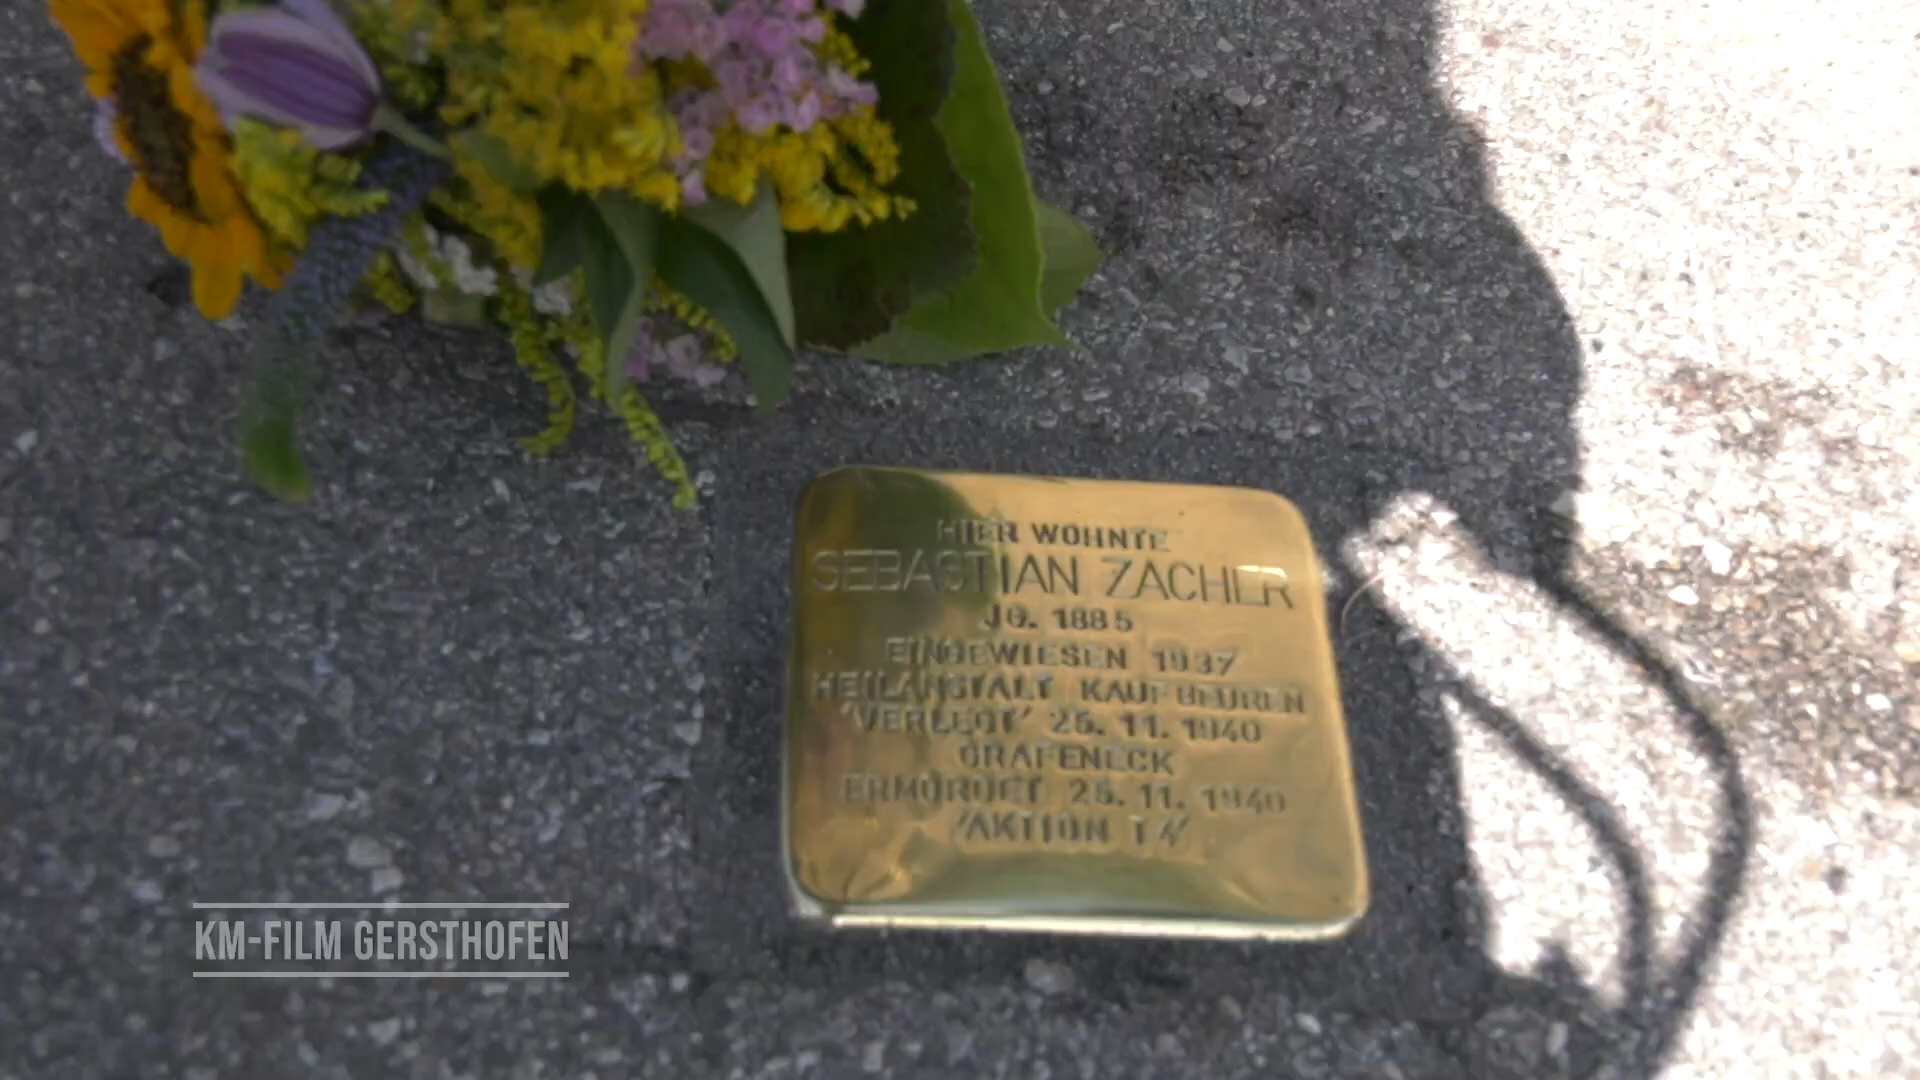 HIER WOHNTE
SEBASTIAN ZACHER
JG. 1885
EINGEWIESEN 1937
HEILANSTALT KAUFBEUREN
'VERLEGT' 25. 11. 1940
GRAFENECK
ERMORDET 25. 11. 1940
'AKTION T4'
KM-FILM GERSTHOFEN